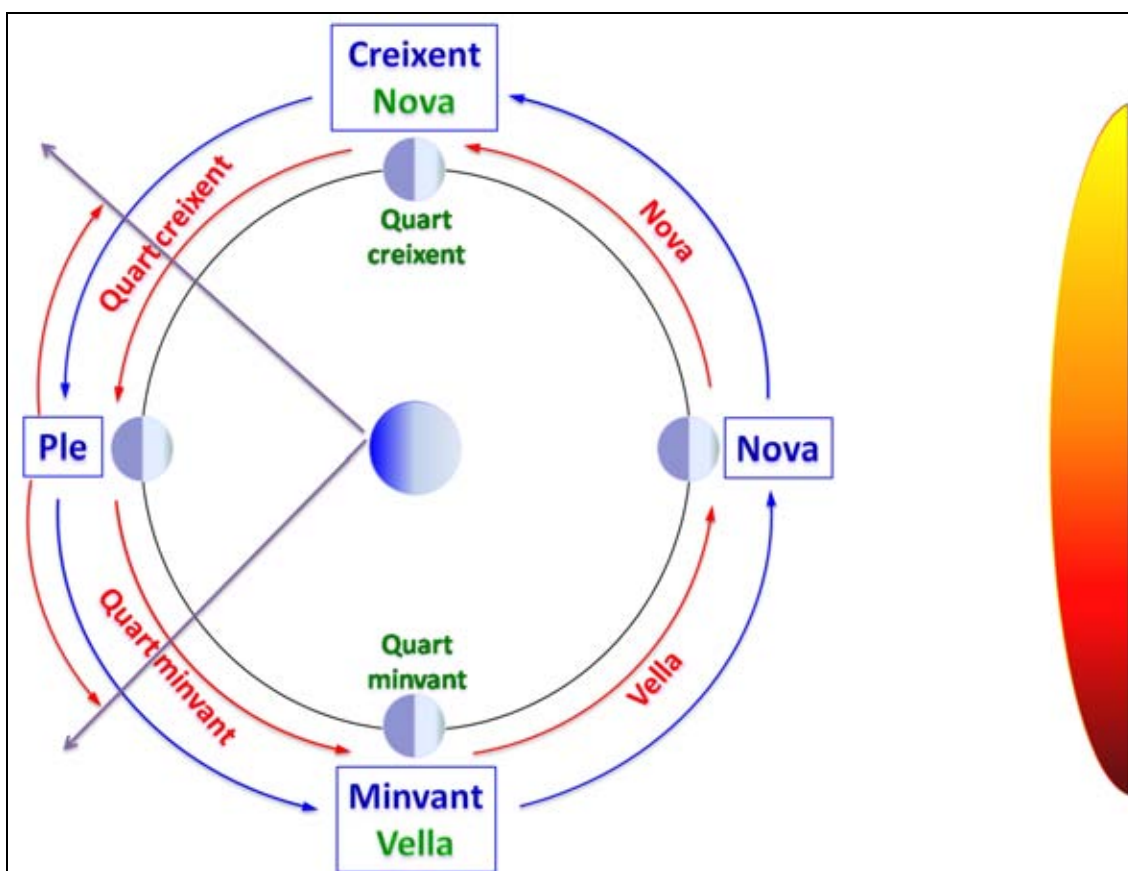 Creixent
Nova
Quart creixent
Quart
creixent
Nova
Ple
Nova
Quart minvant
Quart
minvant
Vella
Minvant
Vella